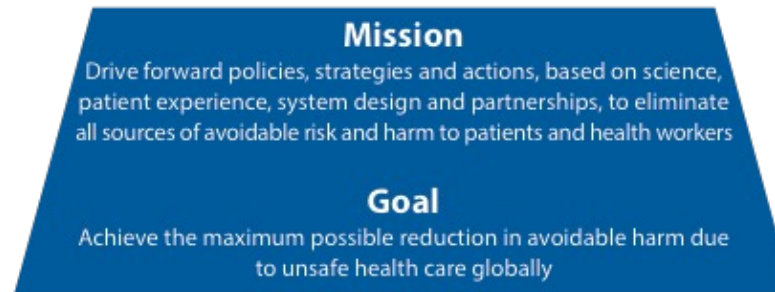 Mission
Drive forward policies, strategies and actions, based on science,
patient experience, system design and partnerships, to eliminate
all sources of avoidable risk and harm to patients and health workers
Goal
Achieve the maximum possible reduction in avoidable harm due
to unsafe health care globally